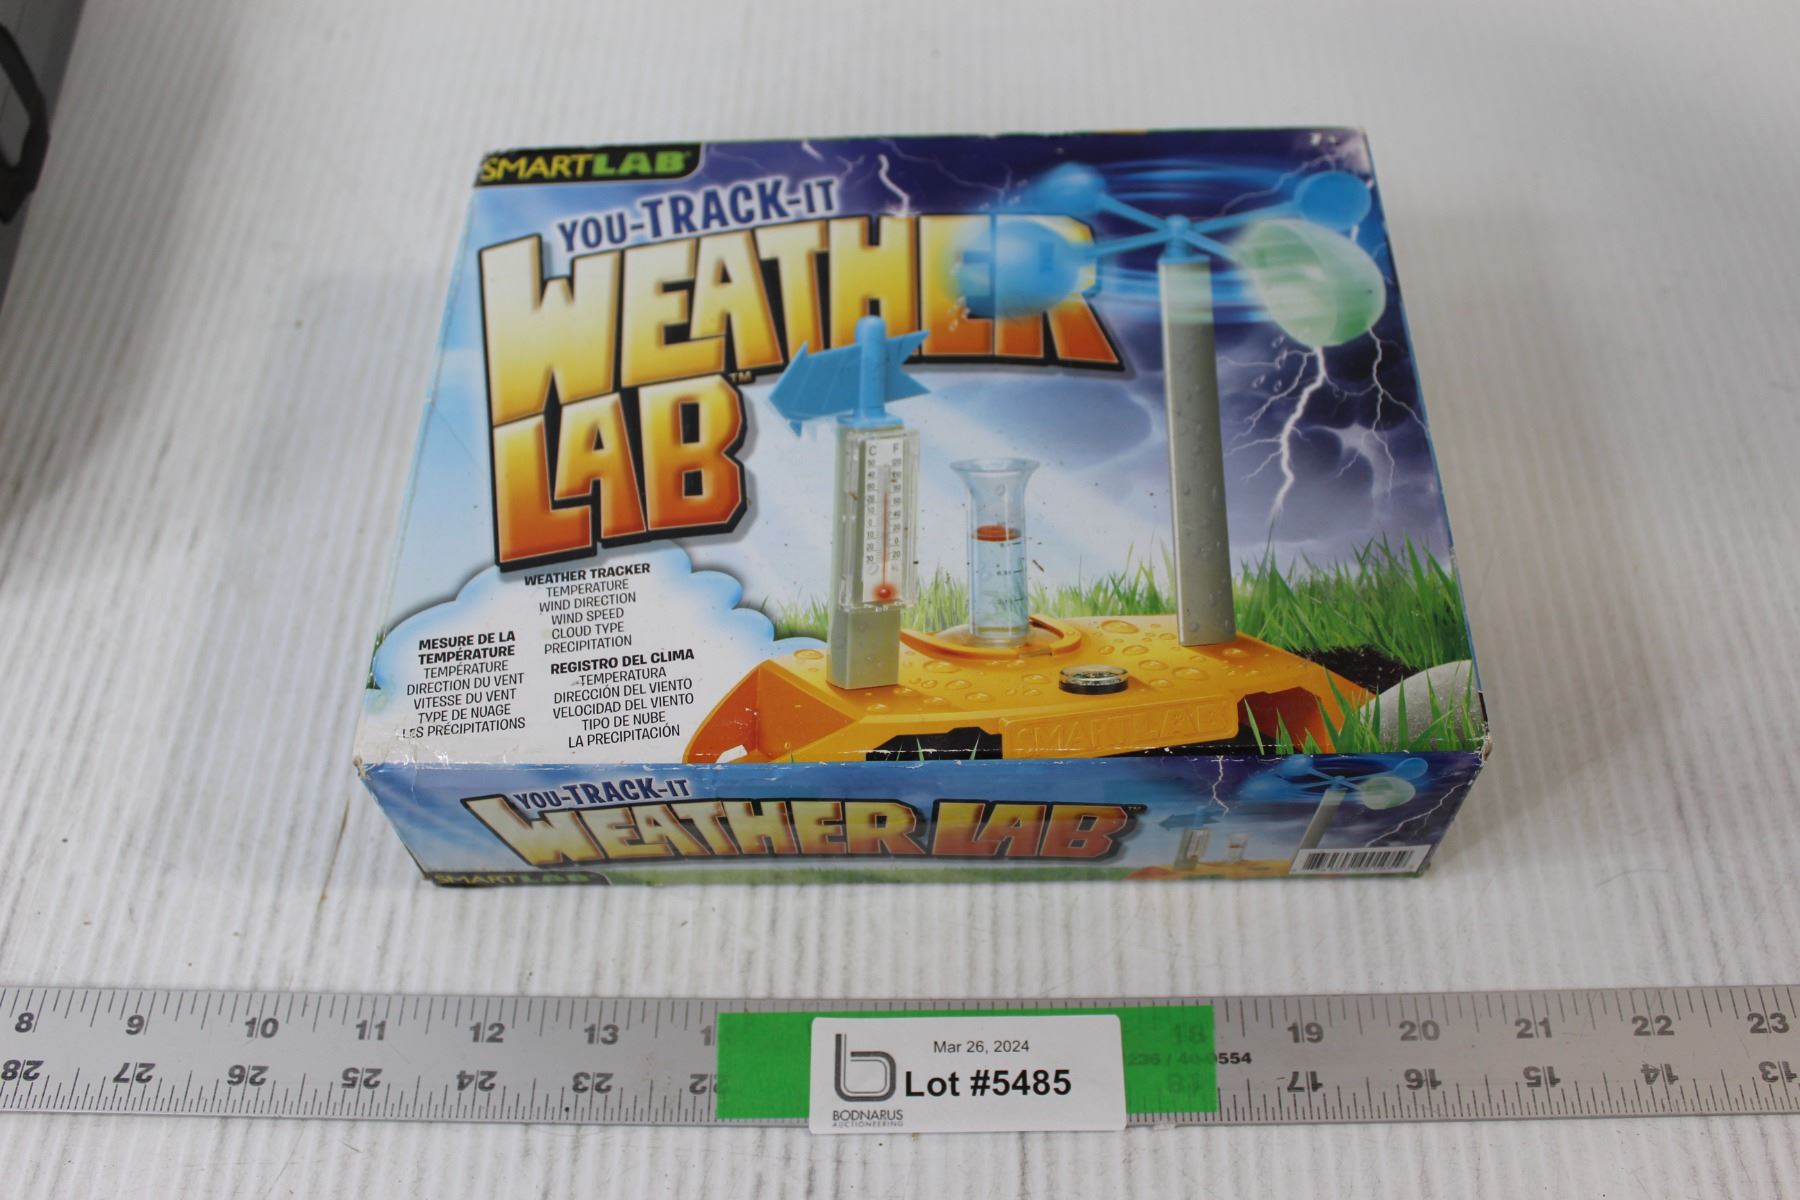 SMARTLAB
YOU-TRACK-IT
WEATHER
LAB™
WEATHER TRACKER
TEMPERATURE
WIND DIRECTION
WIND SPEED
CLOUD TYPE
PRECIPITATION
MESURE DE LA
TEMPÉRATURE
TEMPÉRATURE
DIRECTION DU VENT
VITESSE DU VENT
TYPE DE NUAGE
LES PRÉCIPITATIONS
REGISTRO DEL CLIMA
TEMPERATURA
DIRECCIÓN DEL VIENTO
VELOCIDAD DEL VIENTO
TIPO DE NUBE
LA PRECIPITACIÓN
C F
SMARTLAB
YOU-TRACK-IT
WEATHER LAB™
SMARTLAB
8 9 10 11 12 13 18 19 20 21 22 23
28 27 26 25 24 23 22 18 17 16 15 14 13
Mar 26, 2024
Lot #5485
BODNARUS
AUCTIONEERING